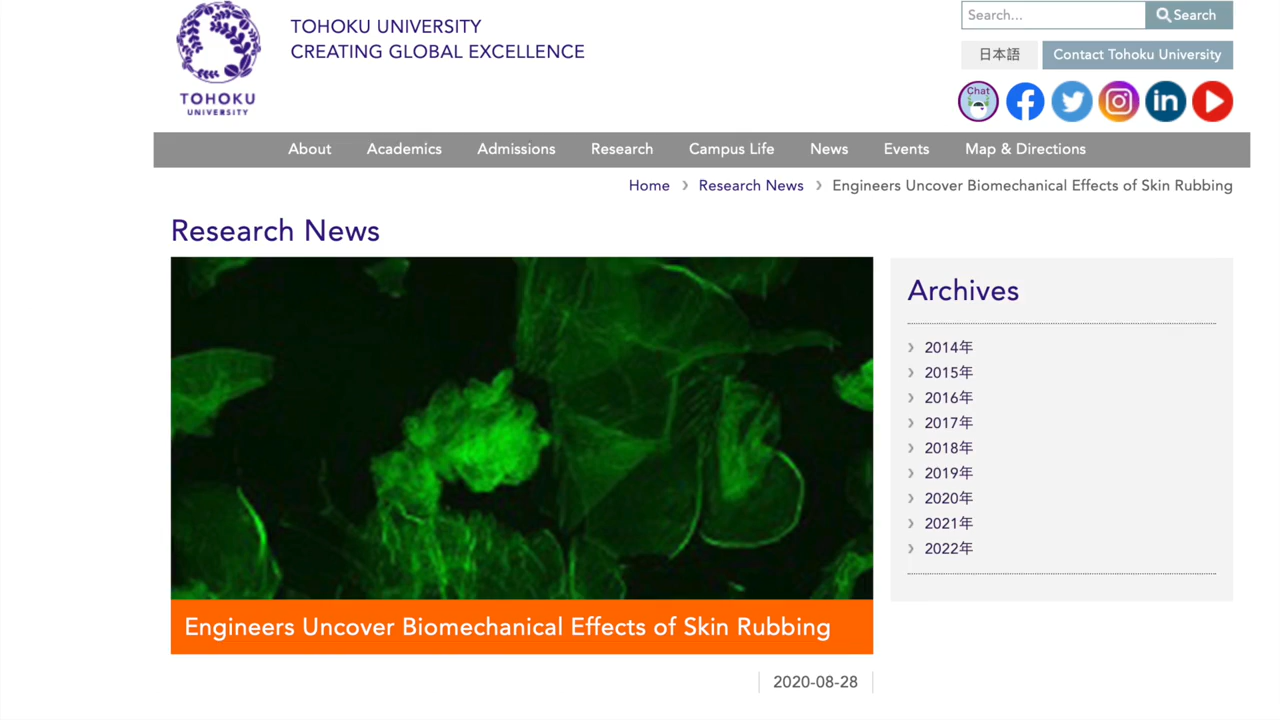 TOHOKU UNIVERSITY
CREATING GLOBAL EXCELLENCE
TOHOKU
UNIVERSITY
Search...
Search
日本語
Contact Tohoku University
Chat
in
About Academics Admissions Research Campus Life News Events Map & Directions
Home › Research News › Engineers Uncover Biomechanical Effects of Skin Rubbing
Research News
Engineers Uncover Biomechanical Effects of Skin Rubbing
2020-08-28
Archives
› 2014年
› 2015年
› 2016年
› 2017年
› 2018年
› 2019年
› 2020年
› 2021年
› 2022年